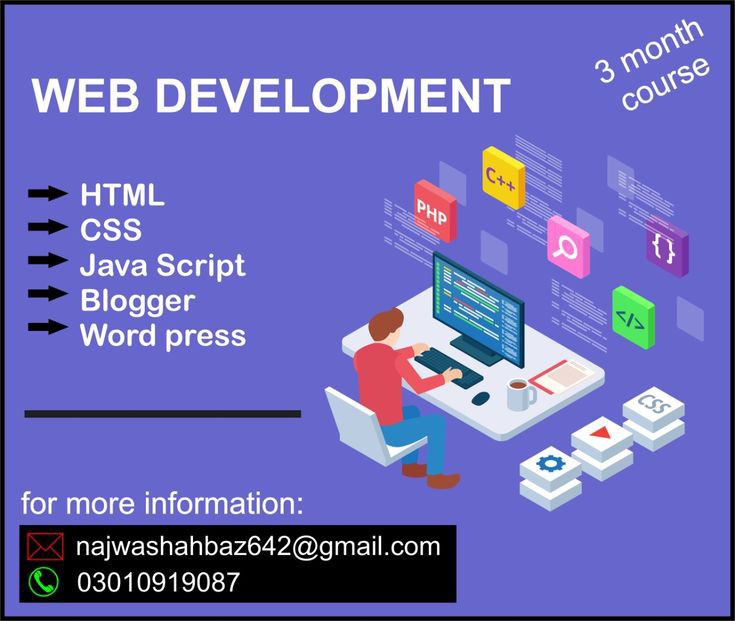 3 month
course
WEB DEVELOPMENT
HTML
CSS
Java Script
Blogger
Word press
PHP
C++
{ }
</>
CSS
for more information:
najwashahbaz642@gmail.com
03010919087